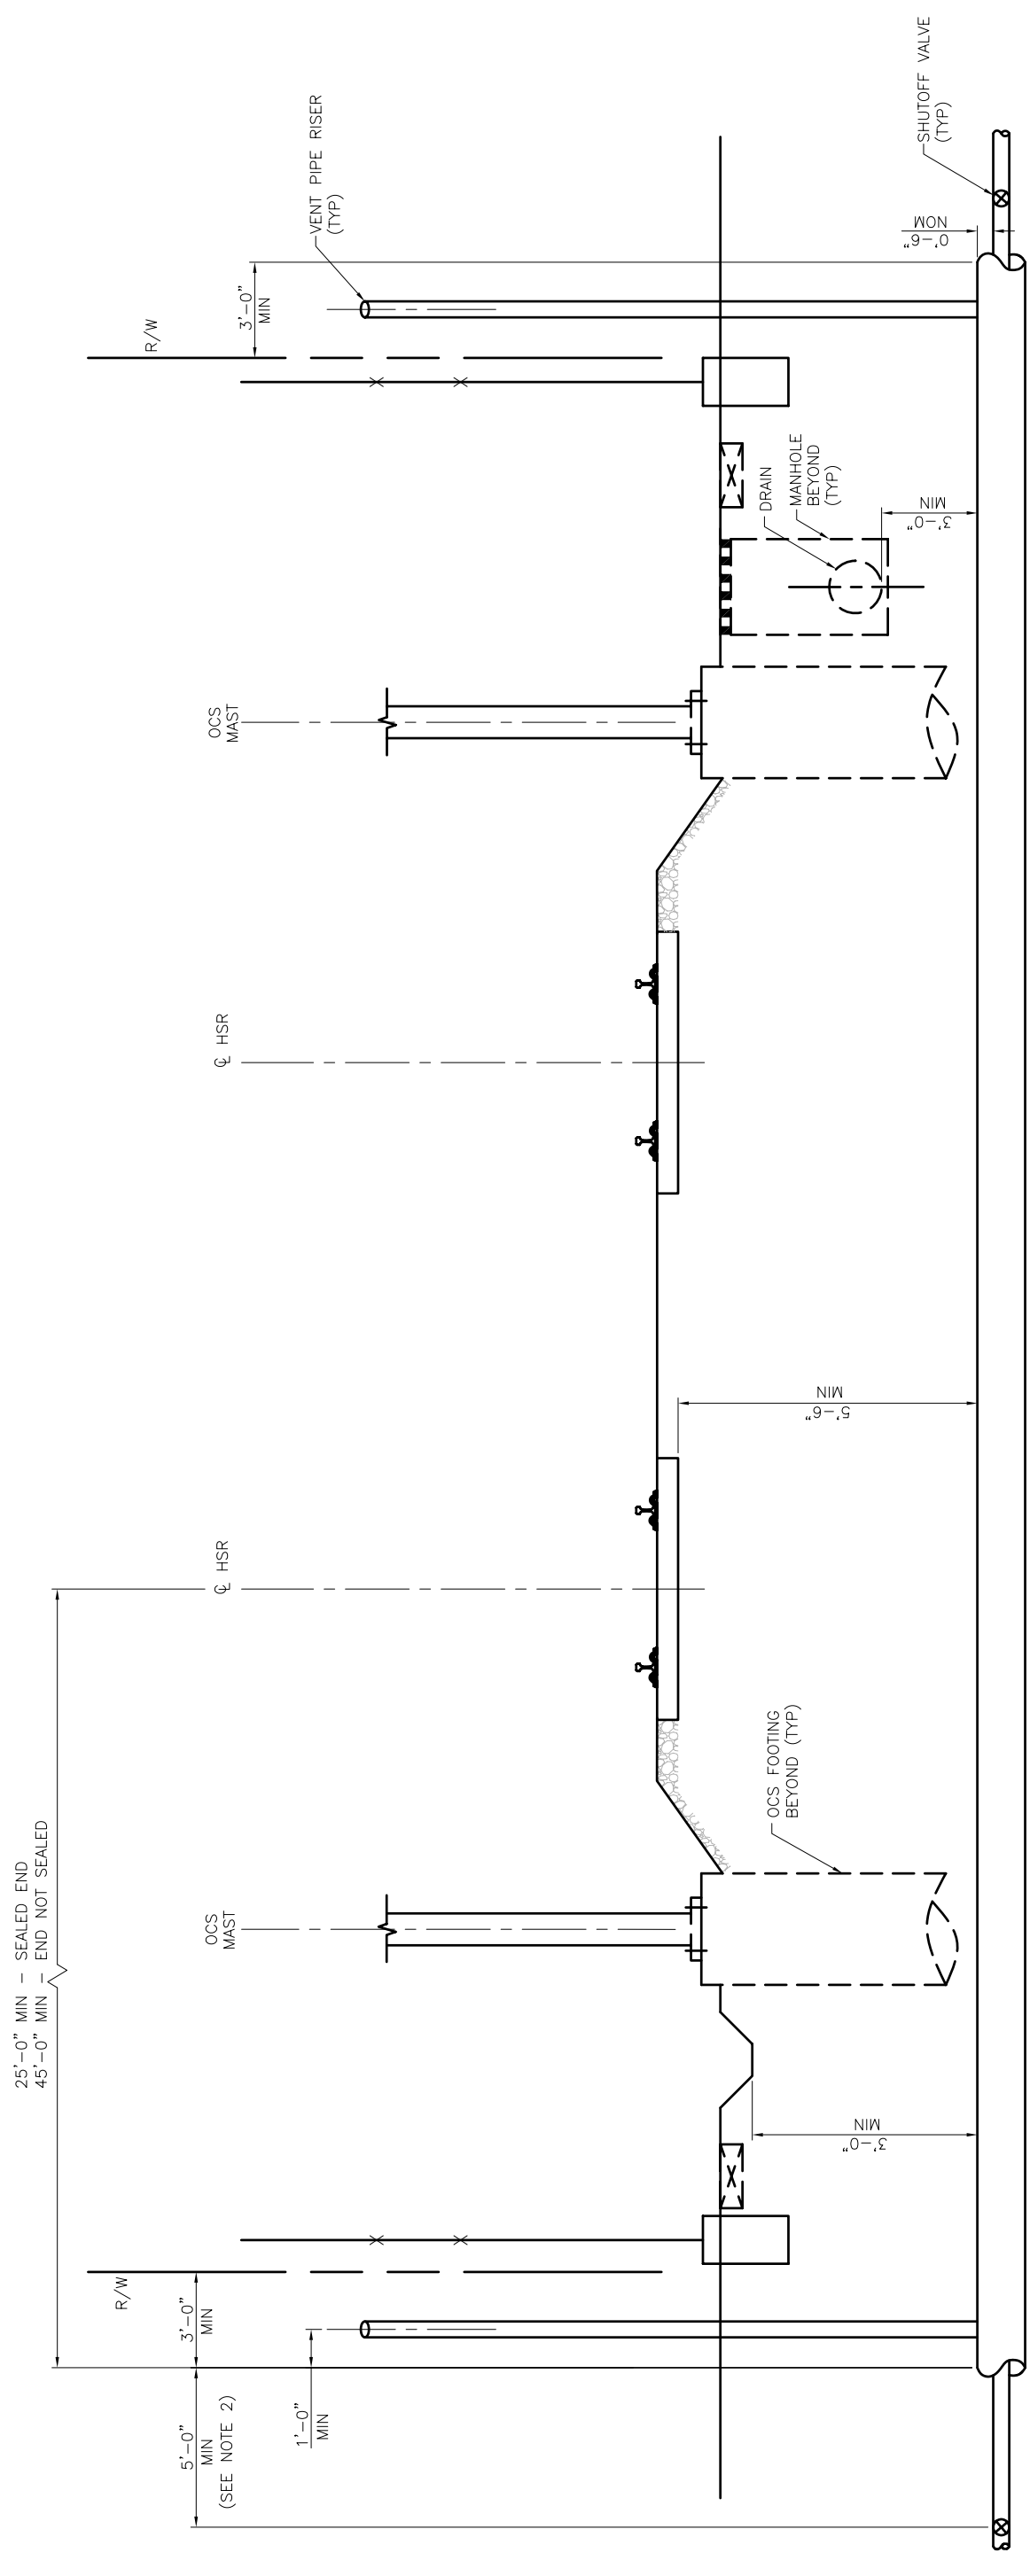 25'-0" MIN - SEALED END
45'-0" MIN - END NOT SEALED
5'-0"
MIN
(SEE NOTE 2)
3'-0"
MIN
R/W
1'-0"
MIN
OCS
MAST
℄ HSR
℄ HSR
OCS
MAST
R/W
3'-0"
MIN
VENT PIPE RISER
(TYP)
3'-0"
MIN
OCS FOOTING
BEYOND (TYP)
5'-6"
MIN
DRAIN
MANHOLE
BEYOND
(TYP)
3'-0"
MIN
0'-6"
NOM
SHUTOFF VALVE
(TYP)